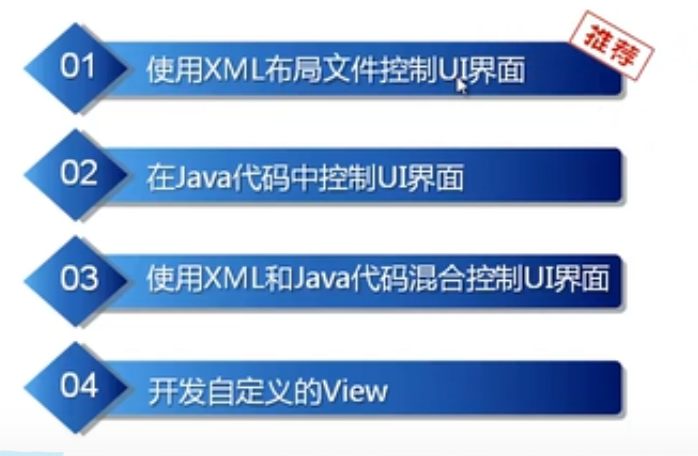 01
使用XML布局文件控制UI界面
推荐
02
在Java代码中控制UI界面
03
使用XML和Java代码混合控制UI界面
04
开发自定义的View